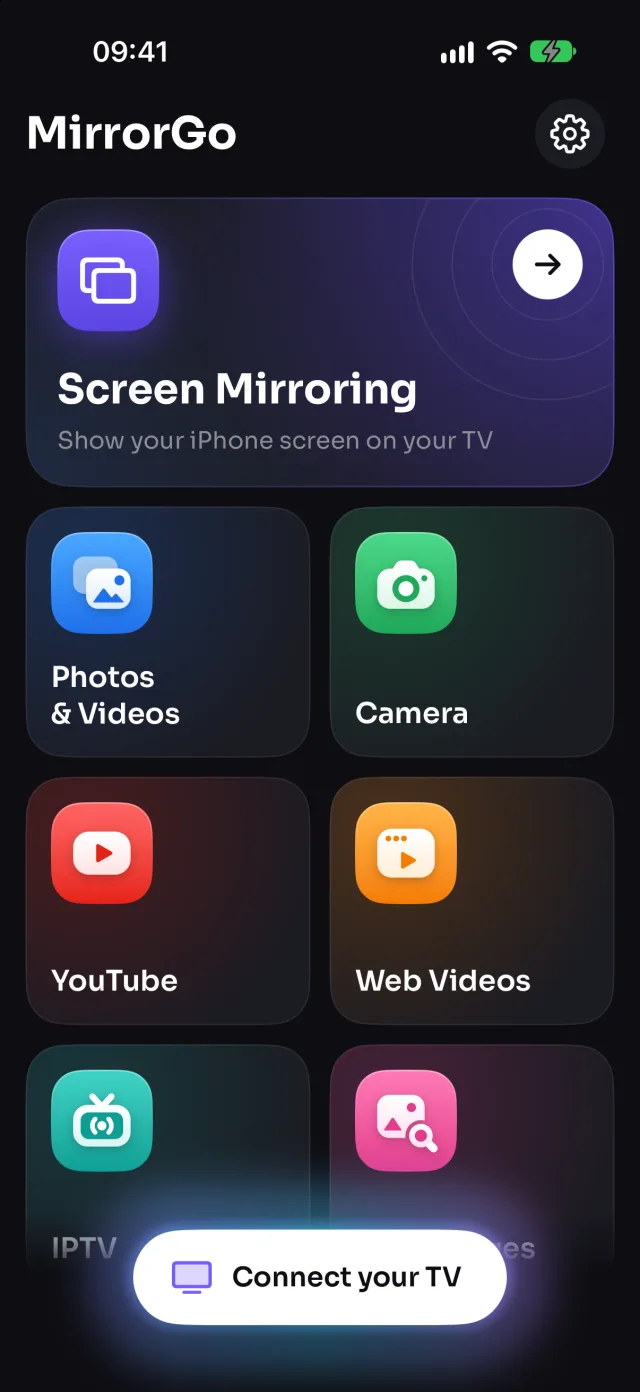 09:41
MirrorGo
Screen Mirroring
Show your iPhone screen on your TV
Photos
& Videos
Camera
YouTube
Web Videos
IPTV
Connect your TV